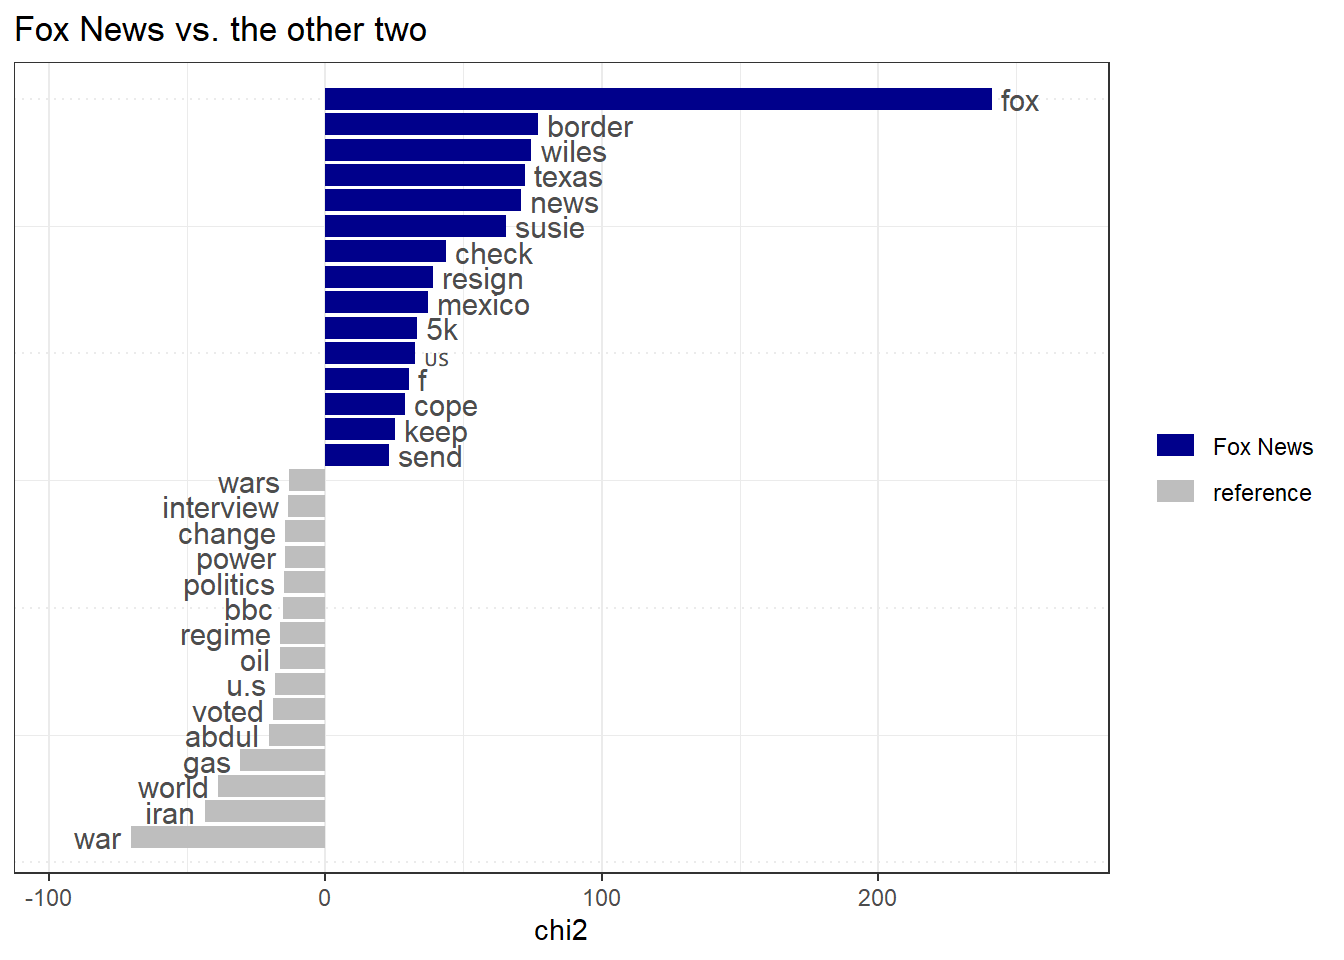 Fox News vs. the other two
fox
border
wiles
texas
news
susie
check
resign
mexico
5k
🇺🇸
f
cope
keep
send
wars
interview
change
power
politics
bbc
regime
oil
u.s
voted
abdul
gas
world
iran
war
Fox News
reference
-100 0 100 200
chi2